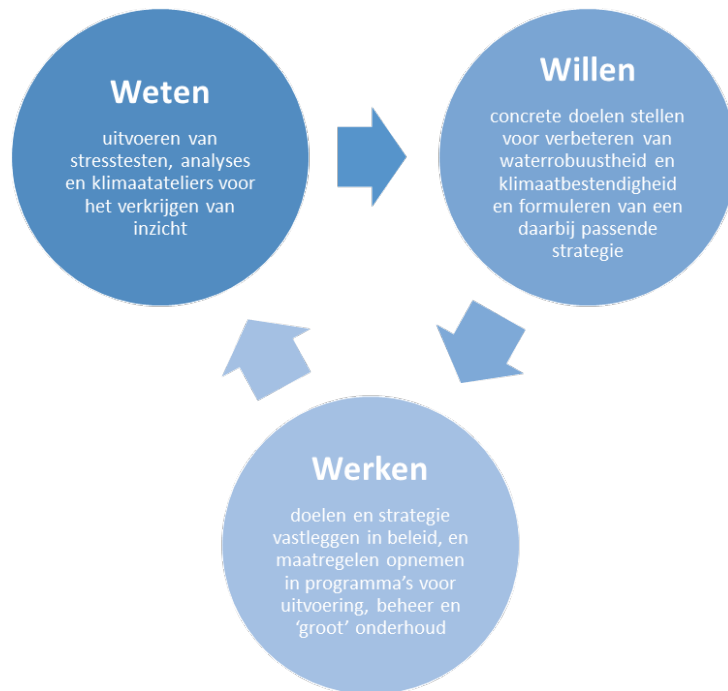 Weten
uitvoeren van
stresstesten, analyses
en klimaatateliers voor
het verkrijgen van
inzicht
Willen
concrete doelen stellen
voor verbeteren van
waterrobuustheid en
klimaatbestendigheid
en formuleren van een
daarbij passende
strategie
Werken
doelen en strategie
vastleggen in beleid, en
maatregelen opnemen
in programma's voor
uitvoering, beheer en
‘groot’ onderhoud